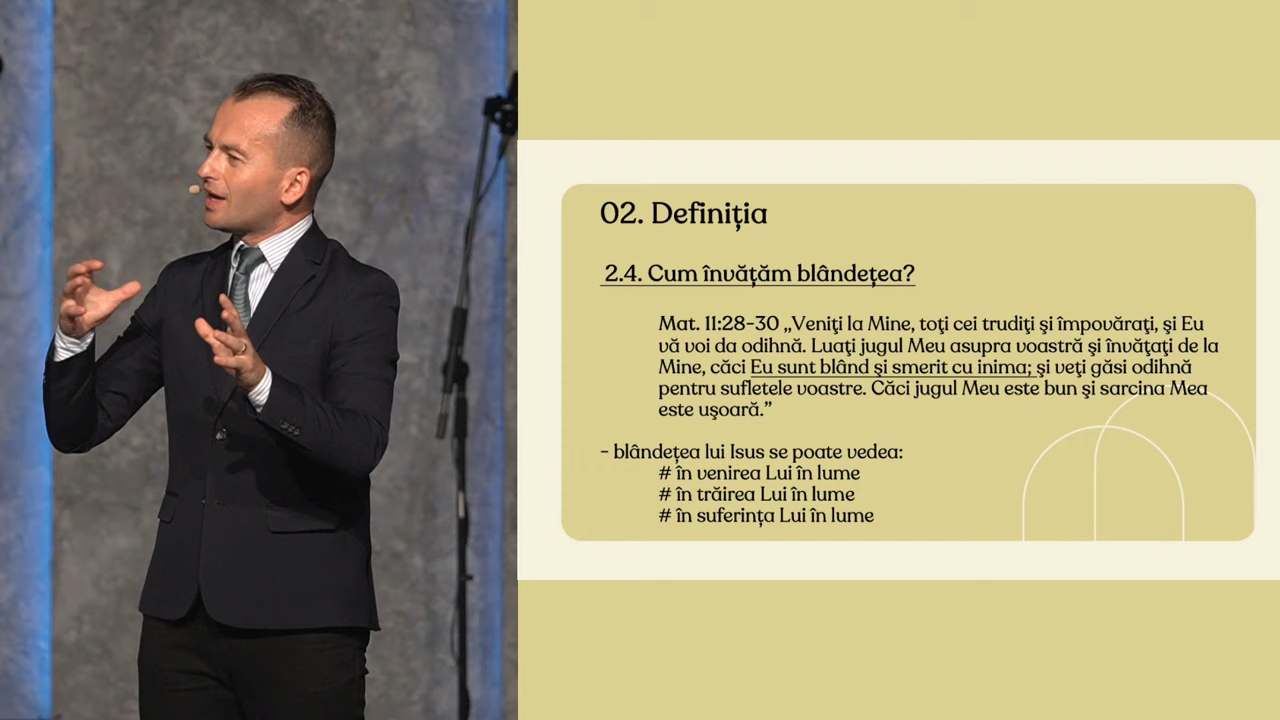 02. Definiția
2.4. Cum învățăm blândețea?
Mat. 11:28-30 „Veniţi la Mine, toţi cei trudiţi şi împovăraţi, şi Eu
vă voi da odihnă. Luaţi jugul Meu asupra voastră şi învăţaţi de la
Mine, căci Eu sunt blând şi smerit cu inima; şi veţi găsi odihnă
pentru sufletele voastre. Căci jugul Meu este bun şi sarcina Mea
este uşoară.”
- blândețea lui Isus se poate vedea:
# în venirea Lui în lume
# în trăirea Lui în lume
# în suferința Lui în lume